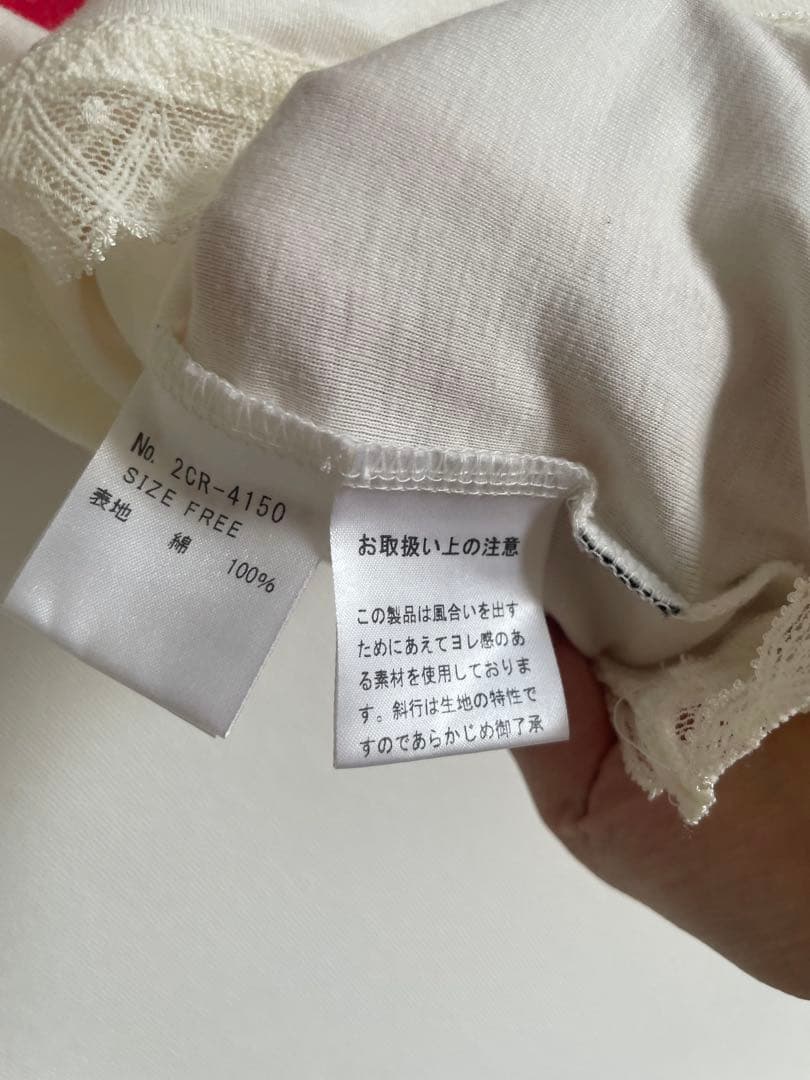 No. 2CR-4150
SIZE FREE
表地 綿 100%
お取扱い上の注意
この製品は風合いを出す
ためにあえてヨレ感のあ
る素材を使用しておりま
す。斜行は生地の特性で
すのであらかじめ御了承